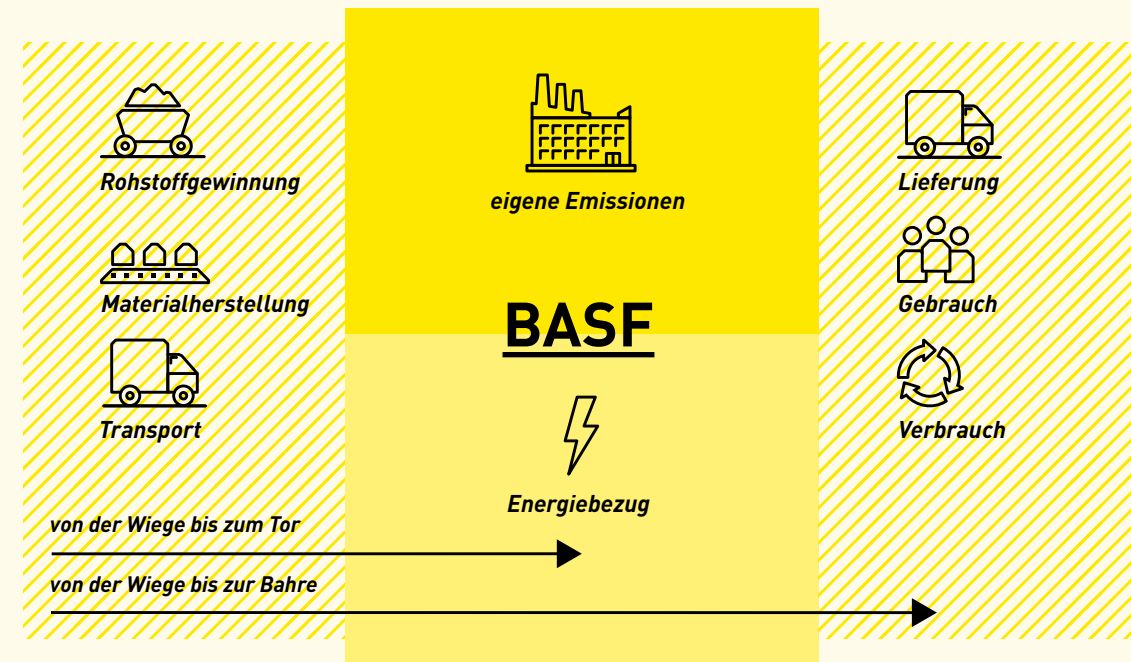 Rohstoffgewinnung
Materialherstellung
Transport
eigene Emissionen
BASF
Energiebezug
Lieferung
Gebrauch
Verbrauch
von der Wiege bis zum Tor
von der Wiege bis zur Bahre